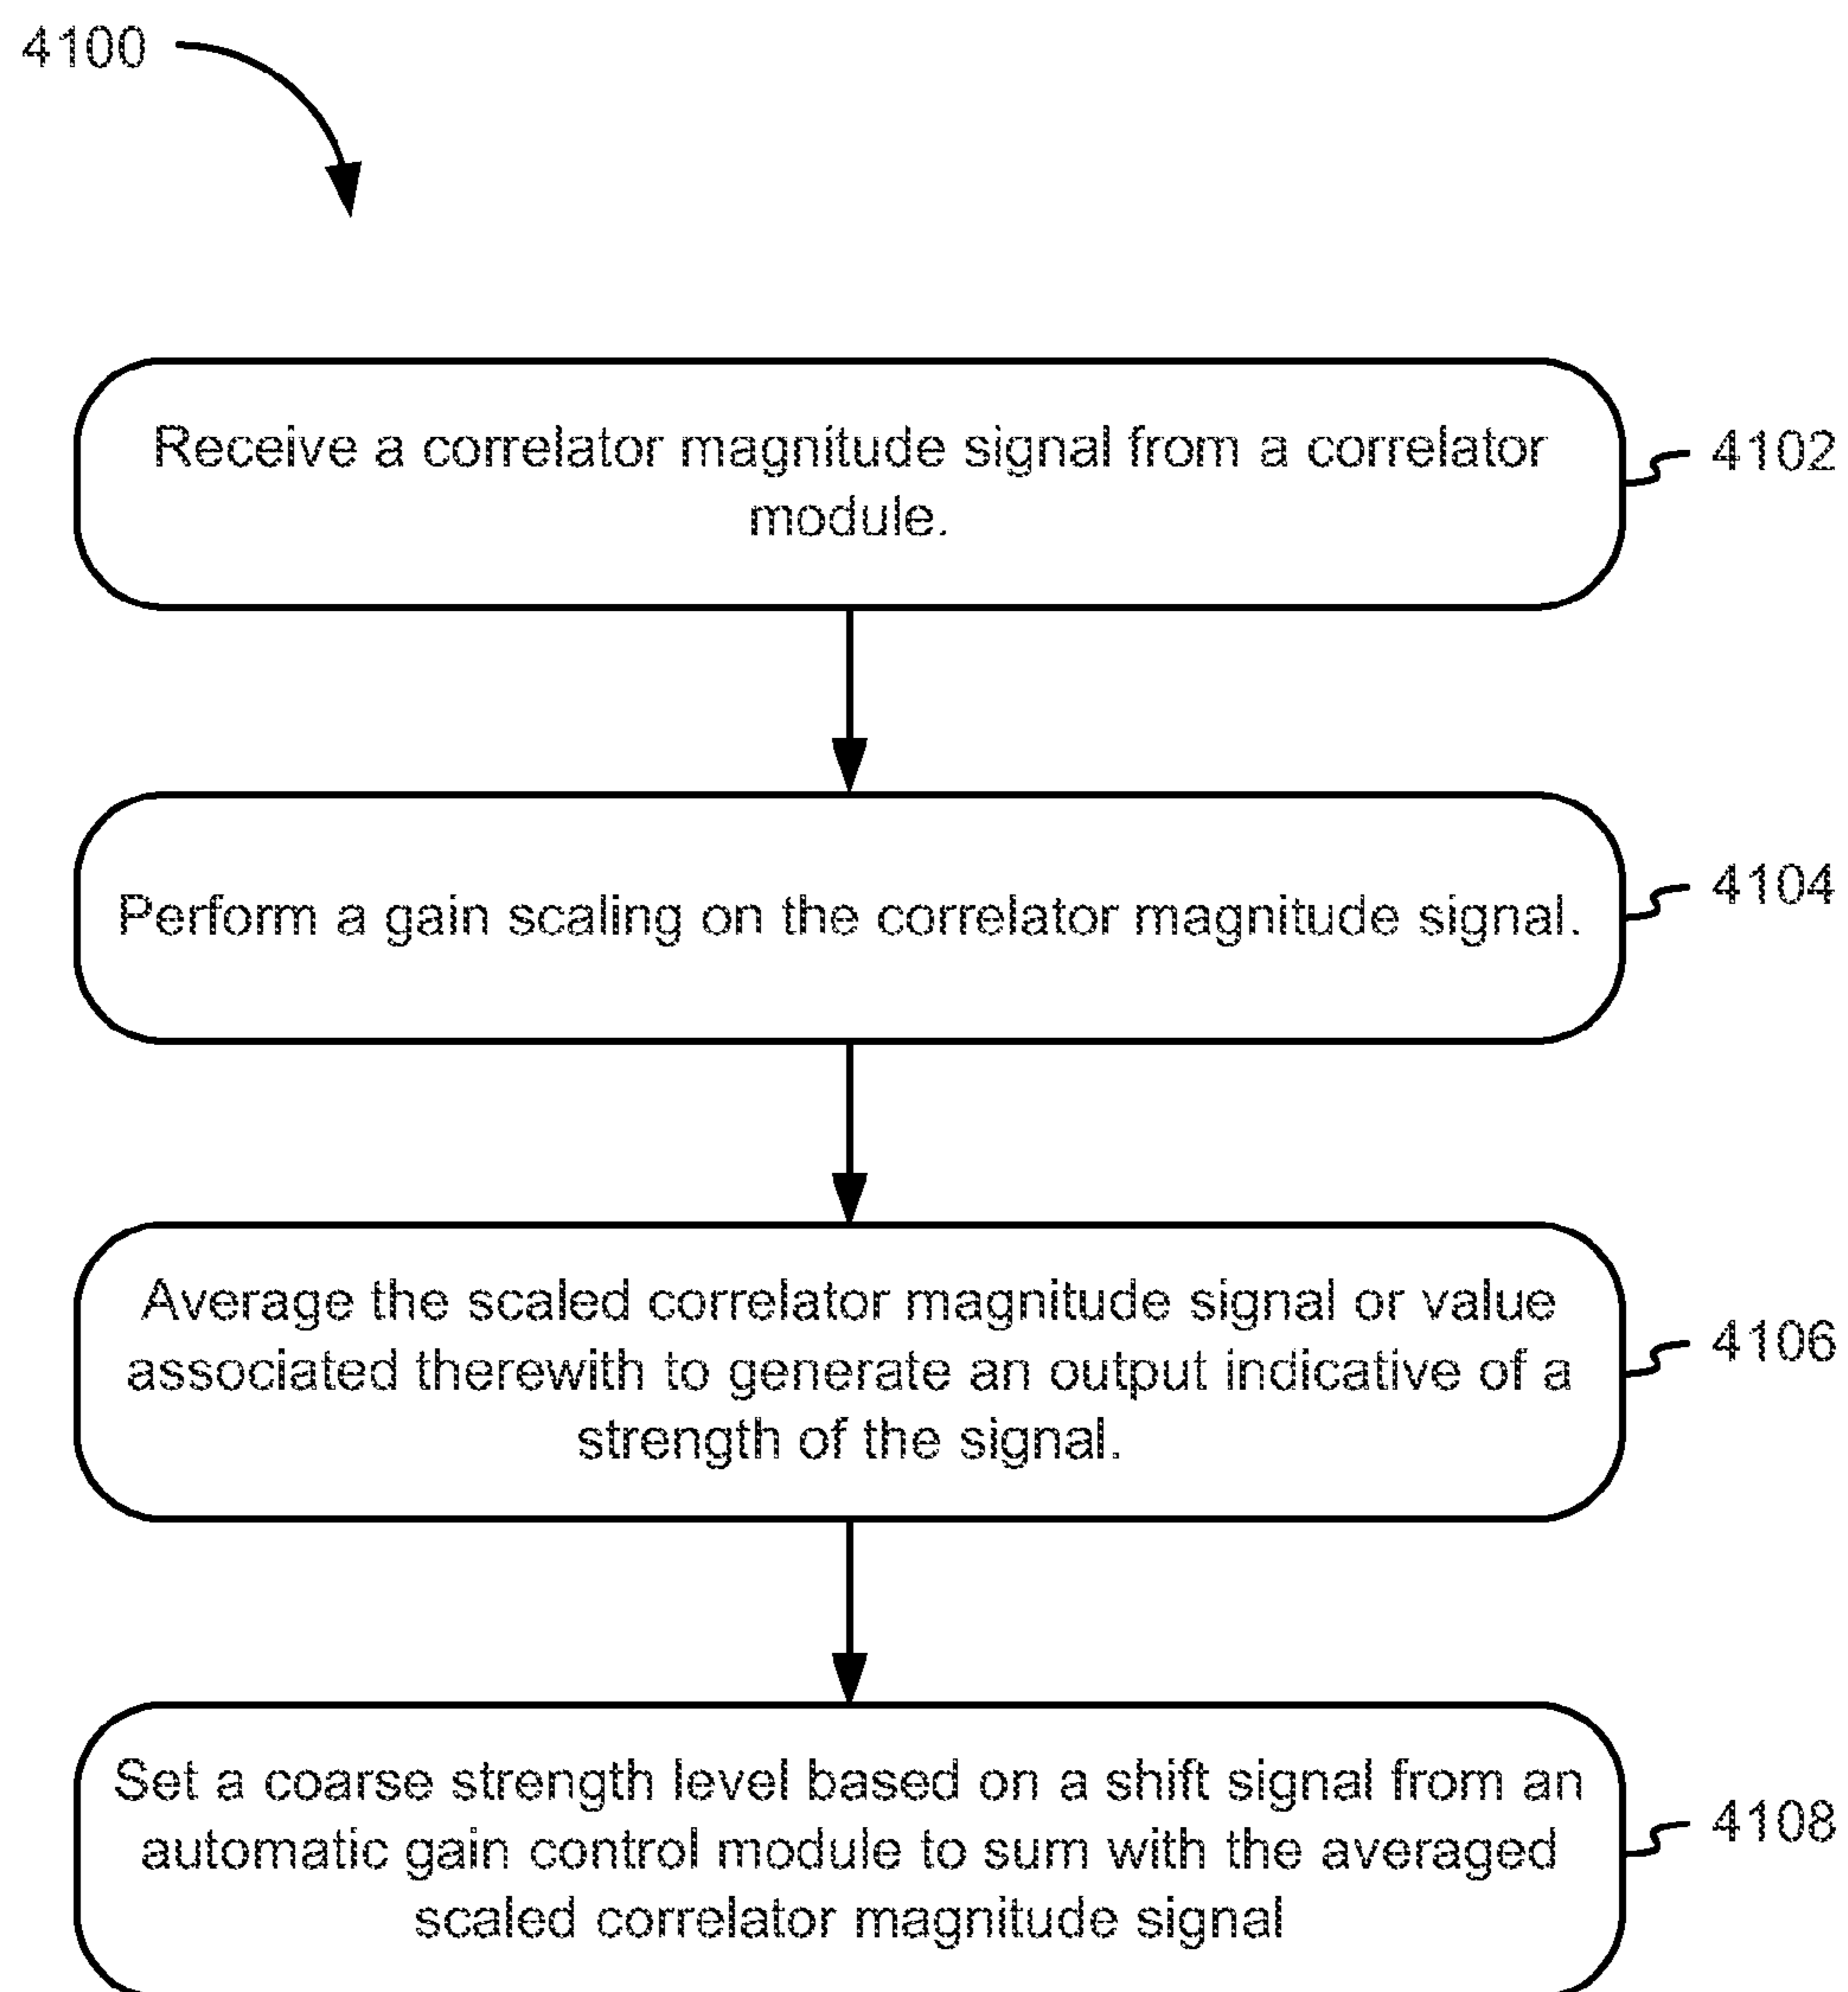 4100
Receive a correlator magnitude signal from a correlator
module.
4102
Perform a gain scaling on the correlator magnitude signal.
4104
Average the scaled correlator magnitude signal or value
associated therewith to generate an output indicative of a
strength of the signal.
4106
Set a coarse strength level based on a shift signal from an
automatic gain control module to sum with the averaged
scaled correlator magnitude signal
4108